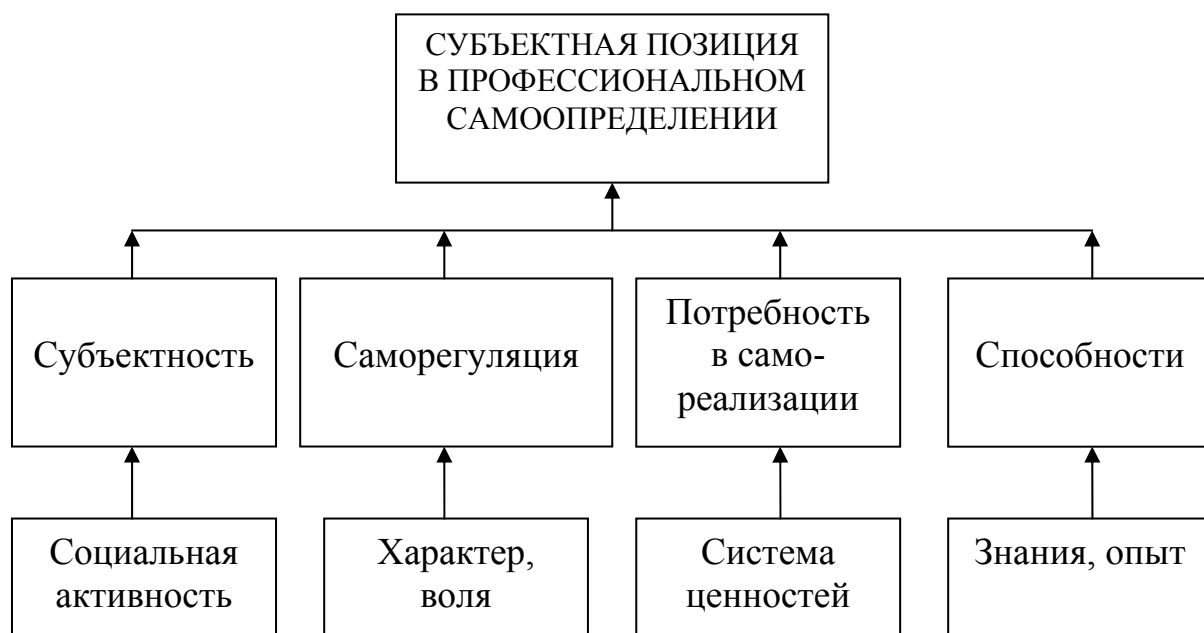 СУБЪЕКТНАЯ ПОЗИЦИЯ
В ПРОФЕССИОНАЛЬНОМ
САМООПРЕДЕЛЕНИИ
Субъектность
Саморегуляция
Потребность
в само-
реализации
Способности
Социальная
активность
Характер,
воля
Система
ценностей
Знания, опыт